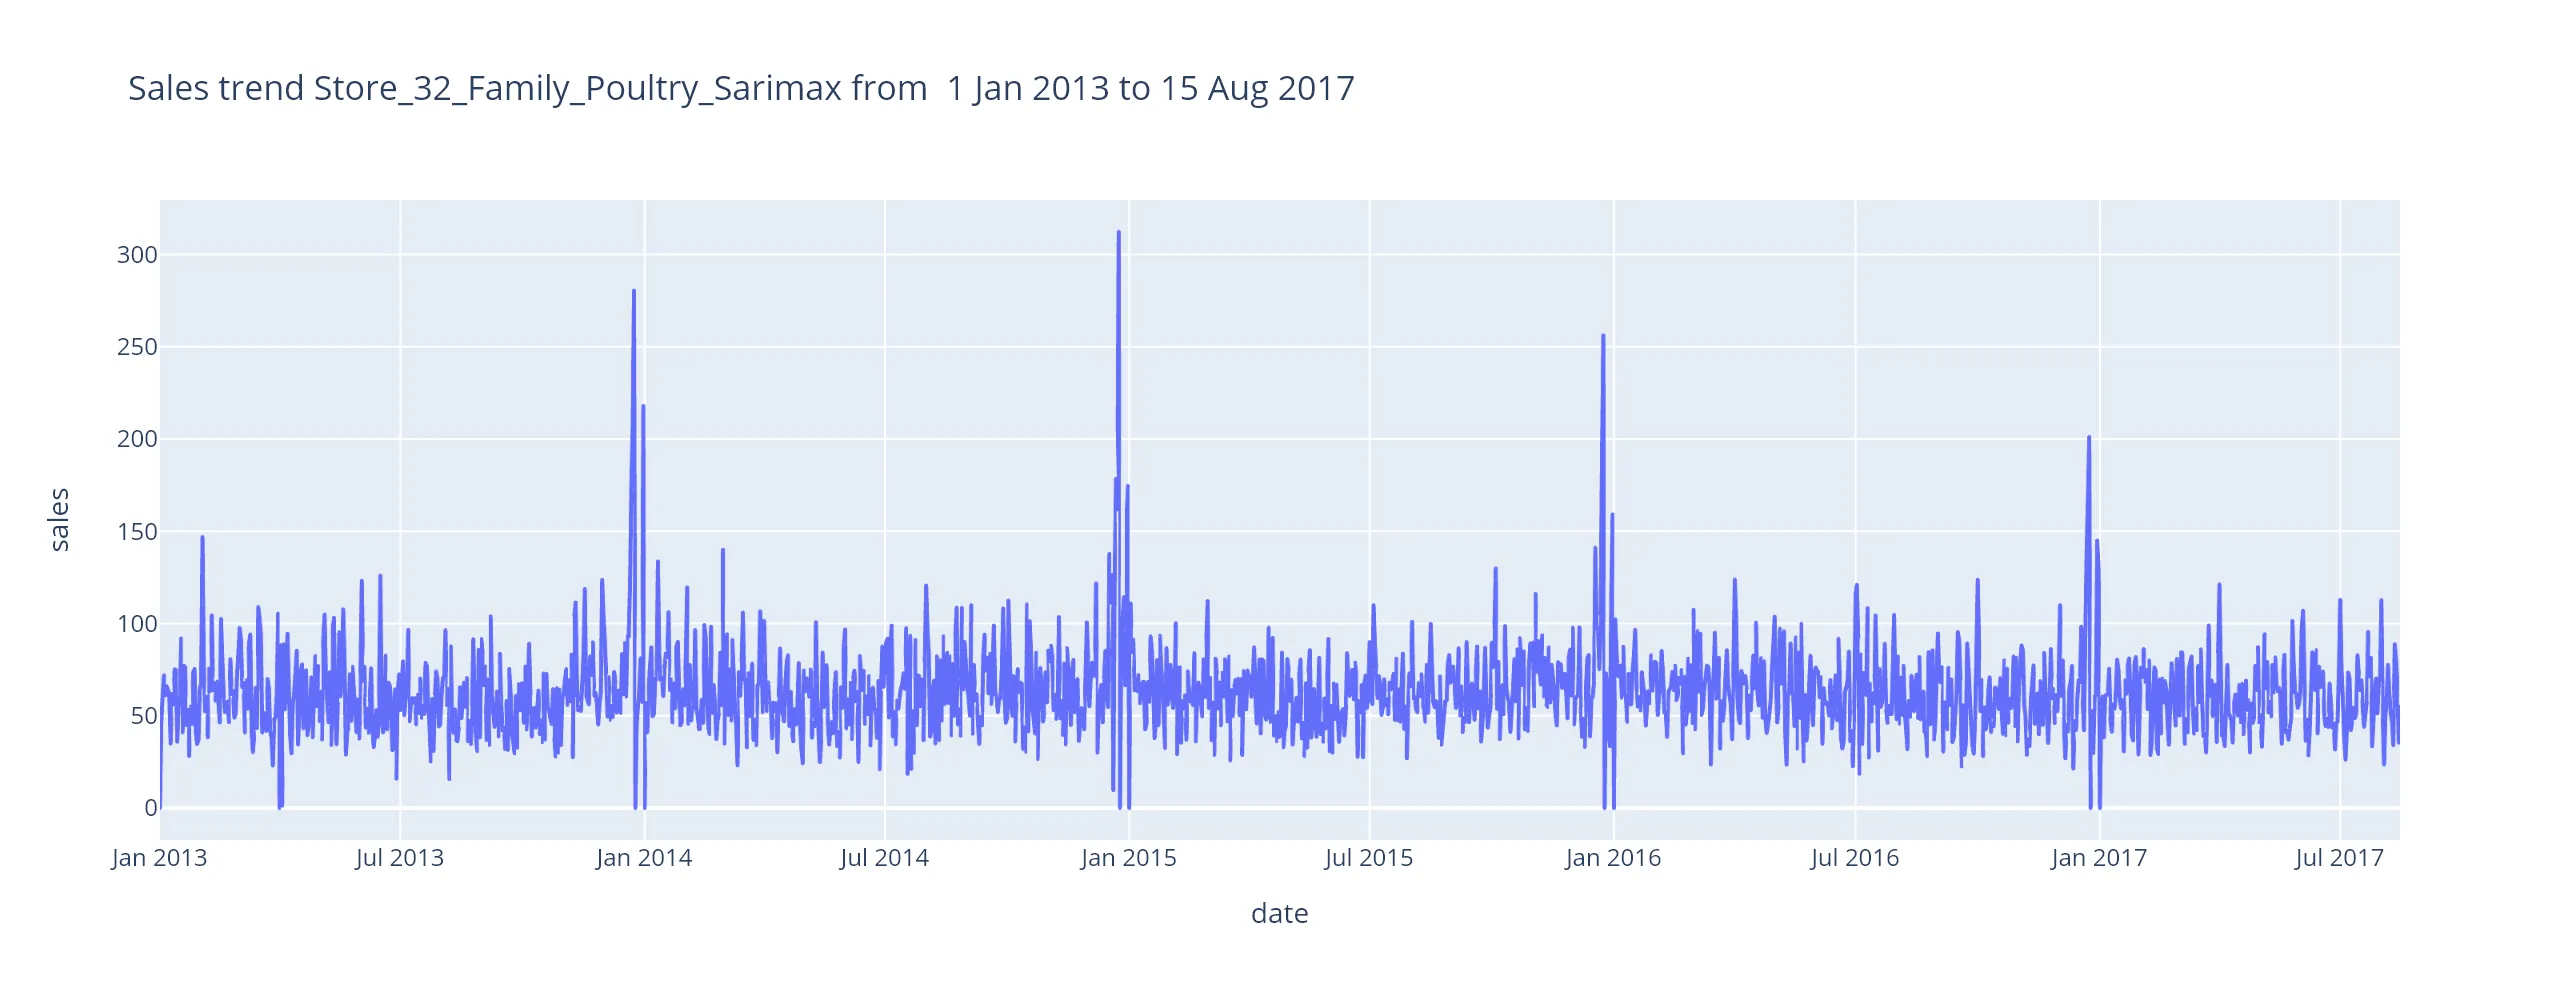 Sales trend Store_32_Family_Poultry_Sarimax from  1 Jan 2013 to 15 Aug 2017
sales
300
250
200
150
100
50
0
Jan 2013 Jul 2013 Jan 2014 Jul 2014 Jan 2015 Jul 2015 Jan 2016 Jul 2016 Jan 2017 Jul 2017
date